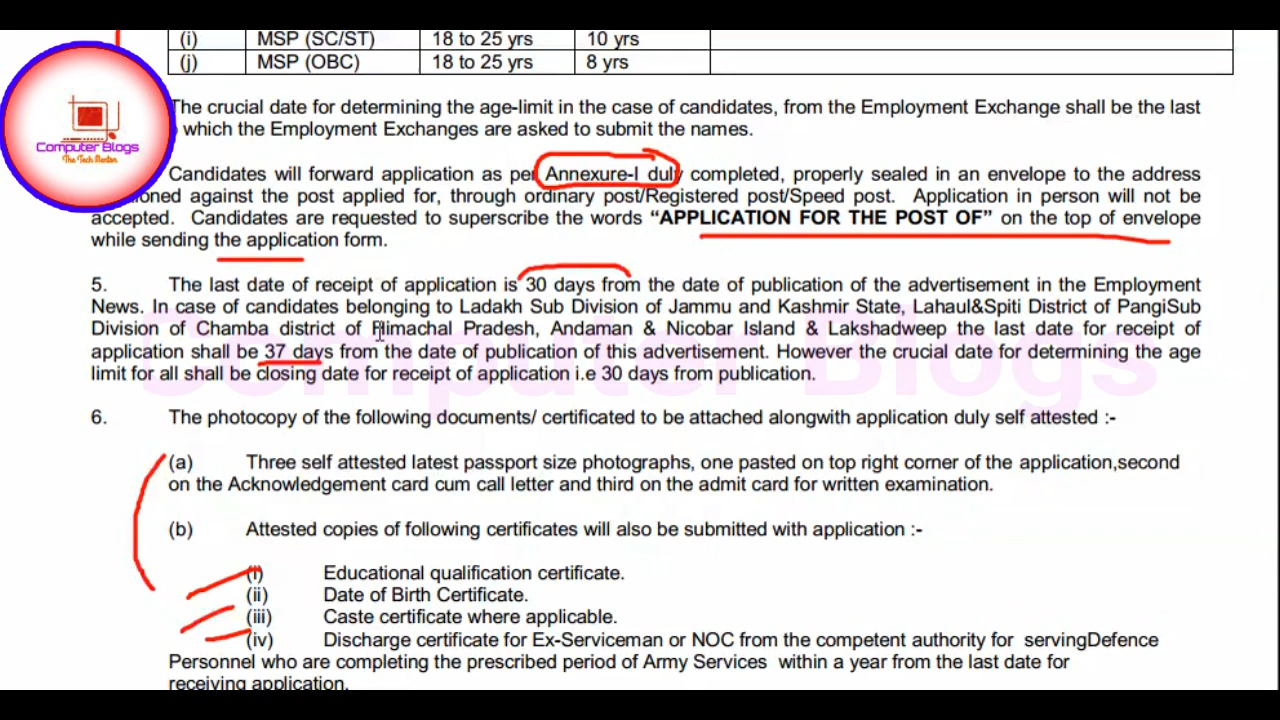 (i) MSP (SC/ST) 18 to 25 yrs 10 yrs
(j) MSP (OBC) 18 to 25 yrs 8 yrs
Computer Blogs
The Tech Mentor
The crucial date for determining the age-limit in the case of candidates, from the Employment Exchange shall be the last
which the Employment Exchanges are asked to submit the names.
Candidates will forward application as per Annexure-I duly completed, properly sealed in an envelope to the address
ioned against the post applied for, through ordinary post/Registered post/Speed post. Application in person will not be
accepted. Candidates are requested to superscribe the words “APPLICATION FOR THE POST OF” on the top of envelope
while sending the application form.
5. The last date of receipt of application is 30 days from the date of publication of the advertisement in the Employment
News. In case of candidates belonging to Ladakh Sub Division of Jammu and Kashmir State, Lahaul&Spiti District of PangiSub
Division of Chamba district of Himachal Pradesh, Andaman & Nicobar Island & Lakshadweep the last date for receipt of
application shall be 37 days from the date of publication of this advertisement. However the crucial date for determining the age
limit for all shall be closing date for receipt of application i.e 30 days from publication.
Computer Blogs
6. The photocopy of the following documents/ certificated to be attached alongwith application duly self attested :-
(a) Three self attested latest passport size photographs, one pasted on top right corner of the application,second
on the Acknowledgement card cum call letter and third on the admit card for written examination.
(b) Attested copies of following certificates will also be submitted with application :-
(i) Educational qualification certificate.
(ii) Date of Birth Certificate.
(iii) Caste certificate where applicable.
(iv) Discharge certificate for Ex-Serviceman or NOC from the competent authority for servingDefence
Personnel who are completing the prescribed period of Army Services within a year from the last date for
receiving application.